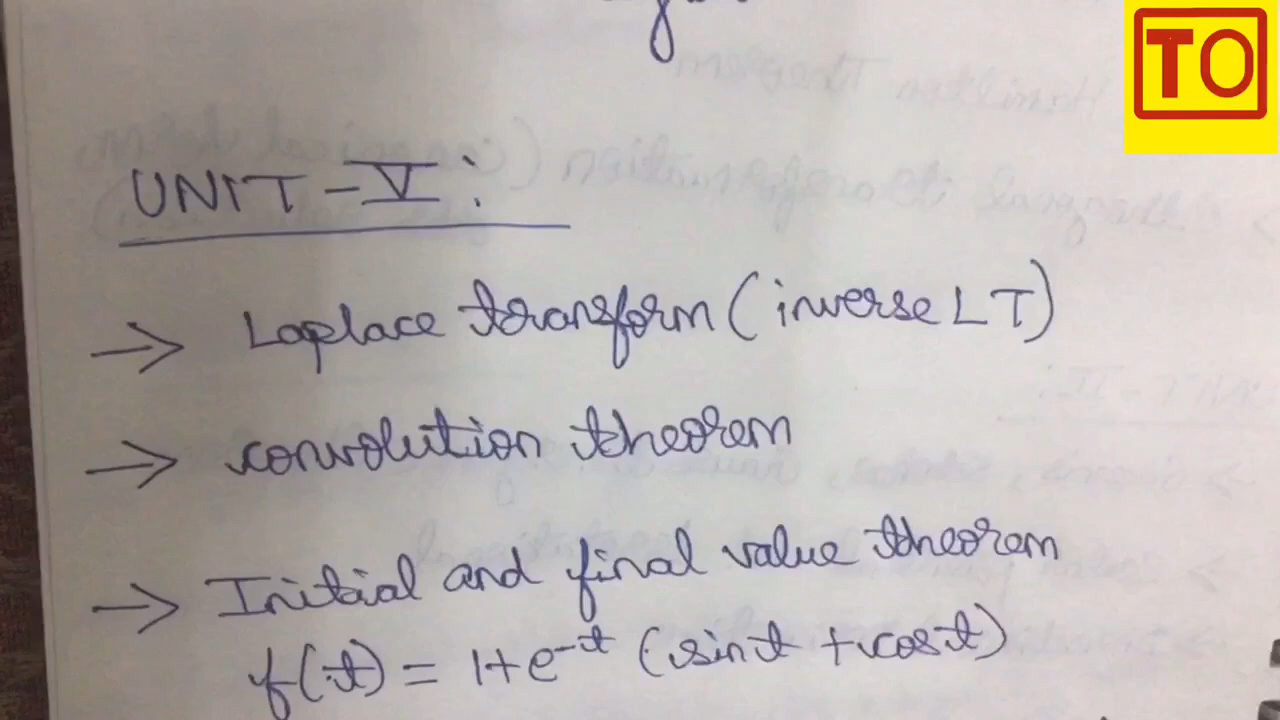 TO
UNIT - V :
→ Laplace transform (inverse LT)
→ convolution theorem
→ Initial and final value theorem
f(t) = 1+e^-t (sint + cost)